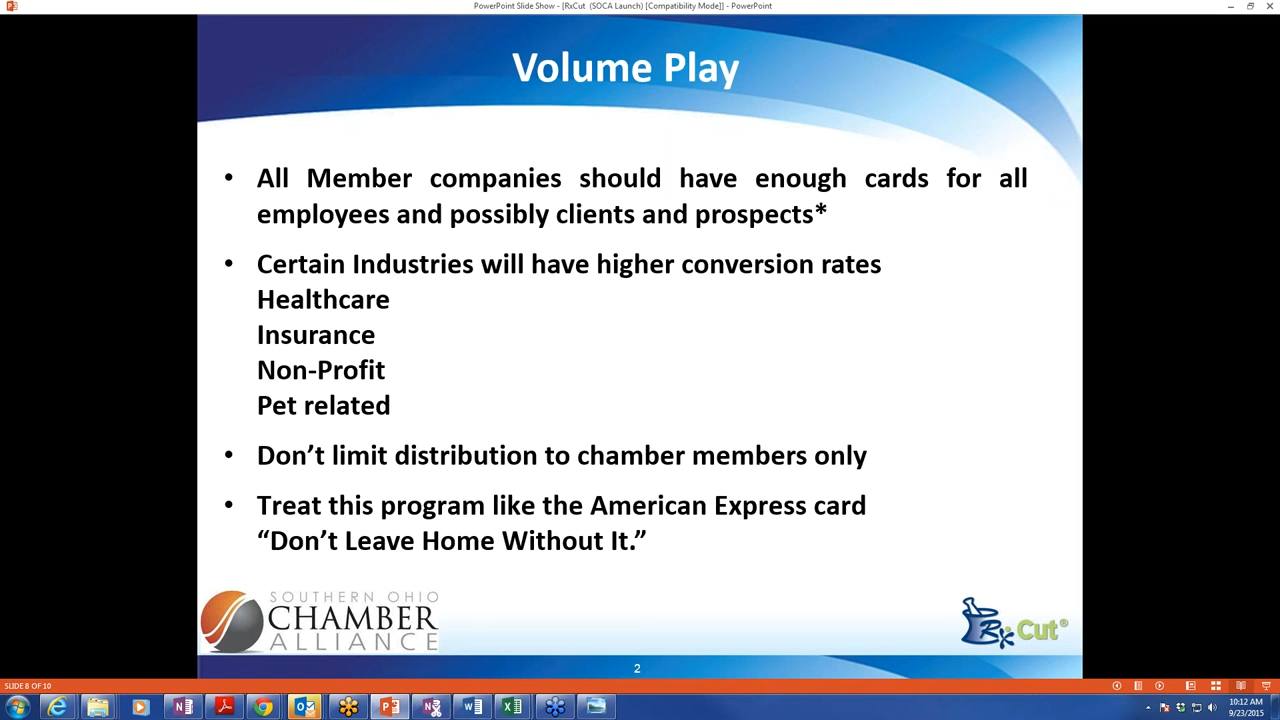 PowerPoint Slide Show - [RxCut (SOCA Launch) [Compatibility Mode]] - PowerPoint
Volume Play
• All Member companies should have enough cards for all
employees and possibly clients and prospects*
• Certain Industries will have higher conversion rates
Healthcare
Insurance
Non-Profit
Pet related
• Don’t limit distribution to chamber members only
• Treat this program like the American Express card
“Don’t Leave Home Without It.”
SOUTHERN OHIO
CHAMBER
ALLIANCE
Rx Cut®
2
SLIDE 8 OF 10
10:12 AM
9/23/2015